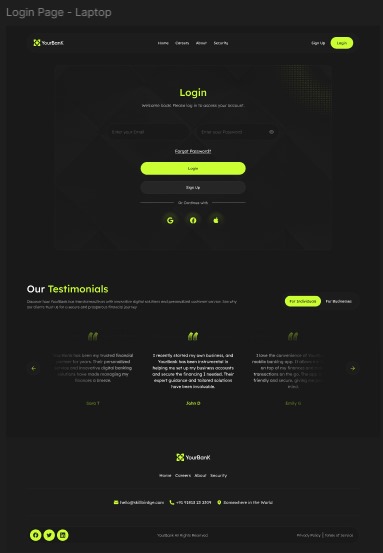 Login Page - Laptop
YourBank
Home Careers About Security
Sign Up Login
Login
Welcome back! Please log in to access your account.
Enter your Email
Enter your Password
Forgot Password?
Login
Sign Up
Or Continue with
Our Testimonials
For Individuals For Businesses
Discover how YourBank has transformed lives with innovative digital solutions and personalized customer service. See why
our clients trust us for a secure and prosperous financial journey
YourBank has been my trusted financial
partner for years. Their personalized
service and innovative digital banking
solutions have made managing my
finances a breeze.
Sara T
I recently started my own business, and
YourBank has been instrumental in
helping me set up my business accounts
and secure the financing I needed. Their
expert guidance and tailored solutions
have been invaluable.
John D
I love the convenience of
mobile banking app. It allows me to
on top of my finances and
transactions on the go. The app is
friendly and secure, giving me
mind.
Emily G
YourBank
Home Careers About Security
hello@skillbridge.com +91 91813 23 2309 Somewhere in the World
YourBank All Rights Reserved
Privacy Policy | Terms of Service